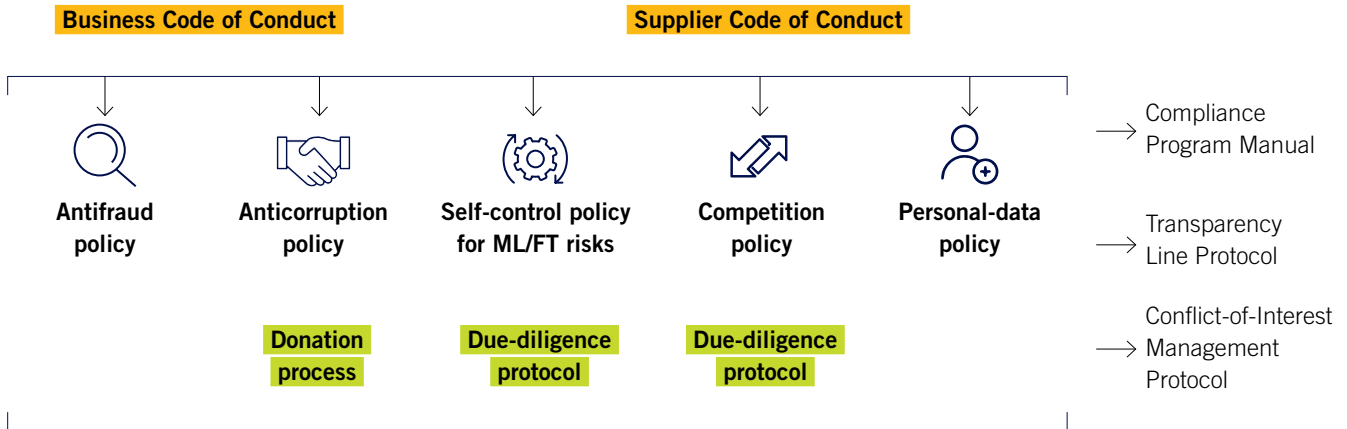 Business Code of Conduct
Supplier Code of Conduct
Antifraud
policy
Anticorruption
policy
Self-control policy
for ML/FT risks
Competition
policy
Personal-data
policy
Donation
process
Due-diligence
protocol
Due-diligence
protocol
Compliance
Program Manual
Transparency
Line Protocol
Conflict-of-Interest
Management
Protocol